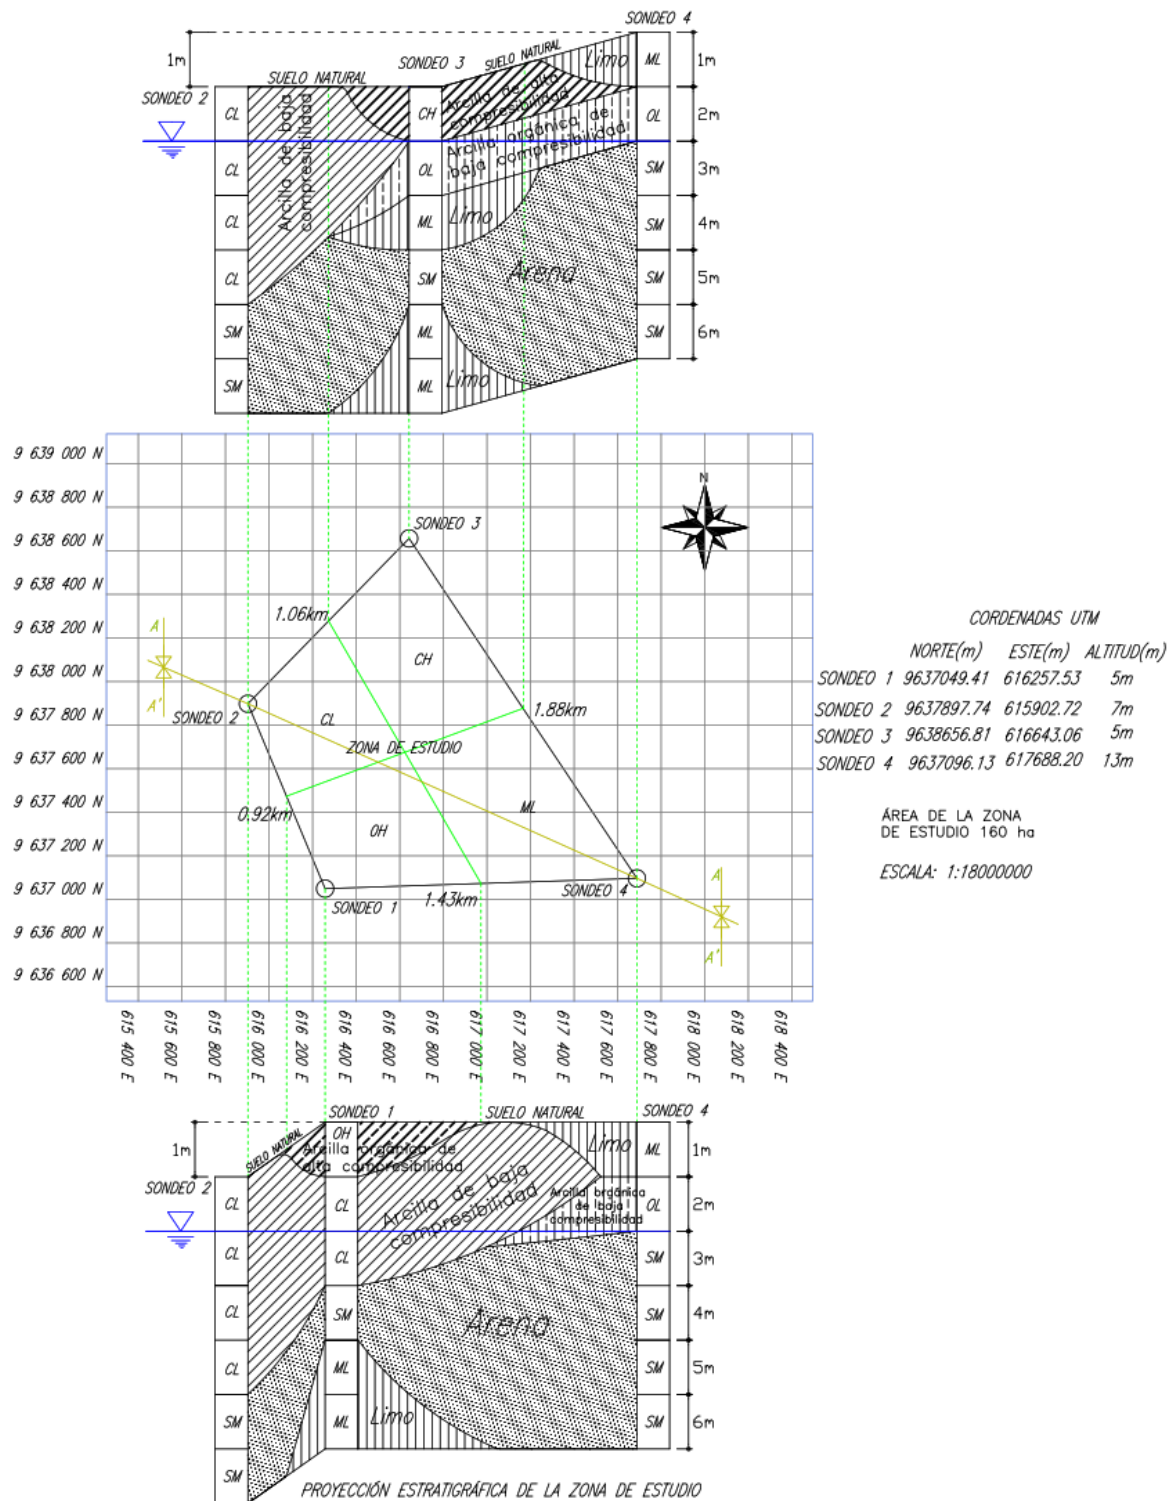 SONDEO 4
1m
SONDEO 3
SUELO NATURAL
Limo
ML
1m
SUELO NATURAL
SONDEO 2
CL
Arcilla de baja
compresibilidad
CH
Arcilla de alta
compresibilidad
OL
2m
CL
OL
Arcilla orgánica de
baja compresibilidad
SM
3m
CL
ML
Limo
SM
4m
CL
SM
Arena
SM
5m
SM
ML
SM
6m
SM
ML
Limo
9 639 000 N
9 638 800 N
9 638 600 N
9 638 400 N
9 638 200 N
9 638 000 N
9 637 800 N
9 637 600 N
9 637 400 N
9 637 200 N
9 637 000 N
9 636 800 N
9 636 600 N
N
SONDEO 3
1.06km
A
A'
CH
SONDEO 2
CL
1.88km
ZONA DE ESTUDIO
0.92km
ML
OH
SONDEO 4
1.43km
SONDEO 1
A
A'
615 400 E
615 600 E
615 800 E
616 000 E
616 200 E
616 400 E
616 600 E
616 800 E
617 000 E
617 200 E
617 400 E
617 600 E
617 800 E
618 000 E
618 200 E
618 400 E
CORDENADAS UTM
NORTE(m) ESTE(m) ALTITUD(m)
SONDEO 1 9637049.41 616257.53 5m
SONDEO 2 9637897.74 615902.72 7m
SONDEO 3 9638656.81 616643.06 5m
SONDEO 4 9637096.13 617688.20 13m
ÁREA DE LA ZONA
DE ESTUDIO 160 ha
ESCALA: 1:18000000
SONDEO 1
SUELO NATURAL
SONDEO 4
1m
SUELO NATURAL
OH
Arcilla orgánica de
alta compresibilidad
Limo
ML
1m
SONDEO 2
CL
CL
Arcilla de baja
compresibilidad
Arcilla orgánica
de baja
compresibilidad
OL
2m
CL
CL
SM
3m
CL
SM
Arena
SM
4m
CL
ML
SM
5m
SM
ML
Limo
SM
6m
SM
PROYECCIÓN ESTRATIGRÁFICA DE LA ZONA DE ESTUDIO